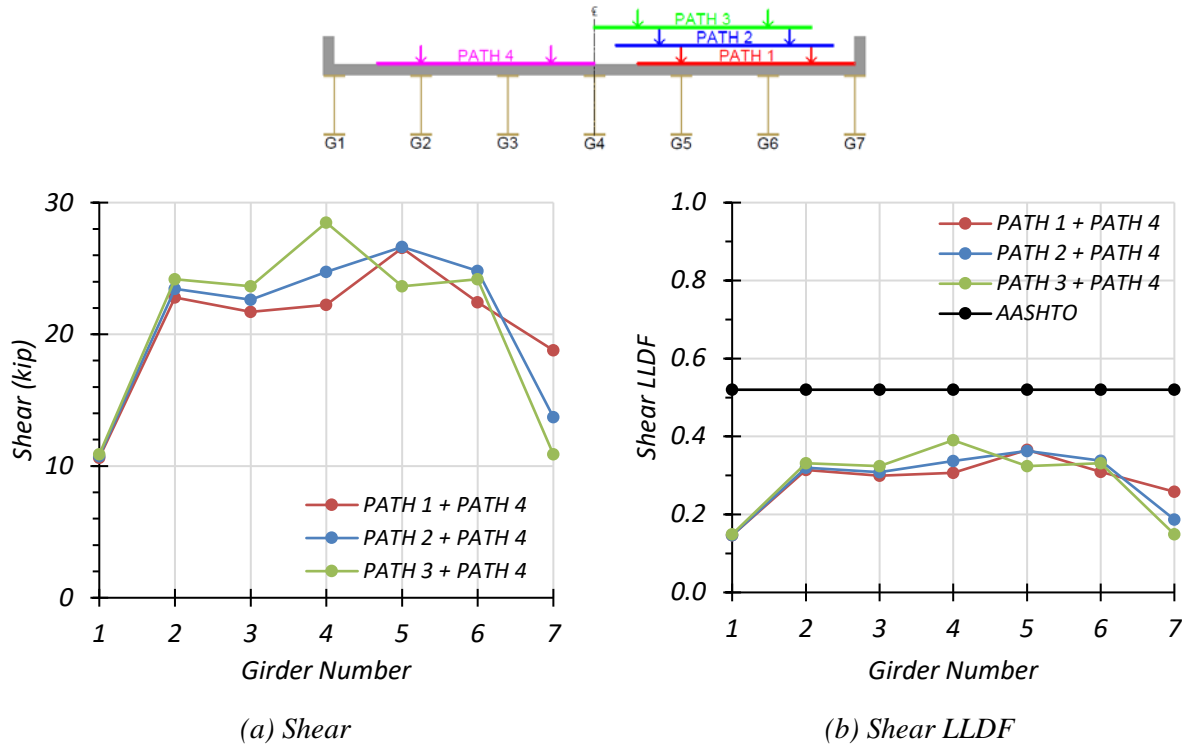 ℄
PATH 3
PATH 2
PATH 4
PATH 1
G1 G2 G3 G4 G5 G6 G7
Shear (kip)
30
20
10
0
PATH 1 + PATH 4
PATH 2 + PATH 4
PATH 3 + PATH 4
1 2 3 4 5 6 7
Girder Number
(a) Shear
Shear LLDF
1.0
0.8
0.6
0.4
0.2
0.0
PATH 1 + PATH 4
PATH 2 + PATH 4
PATH 3 + PATH 4
AASHTO
1 2 3 4 5 6 7
Girder Number
(b) Shear LLDF